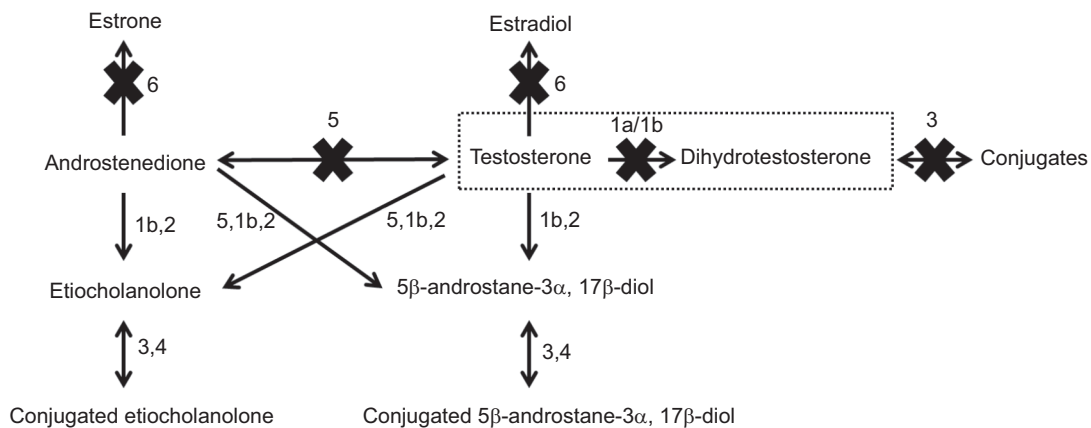 Estrone
Estradiol
6
6
5
1a/1b
3
Androstenedione
Testosterone
Dihydrotestosterone
Conjugates
1b,2
5,1b,2
5,1b,2
1b,2
Etiocholanolone
5β-androstane-3α, 17β-diol
3,4
3,4
Conjugated etiocholanolone
Conjugated 5β-androstane-3α, 17β-diol